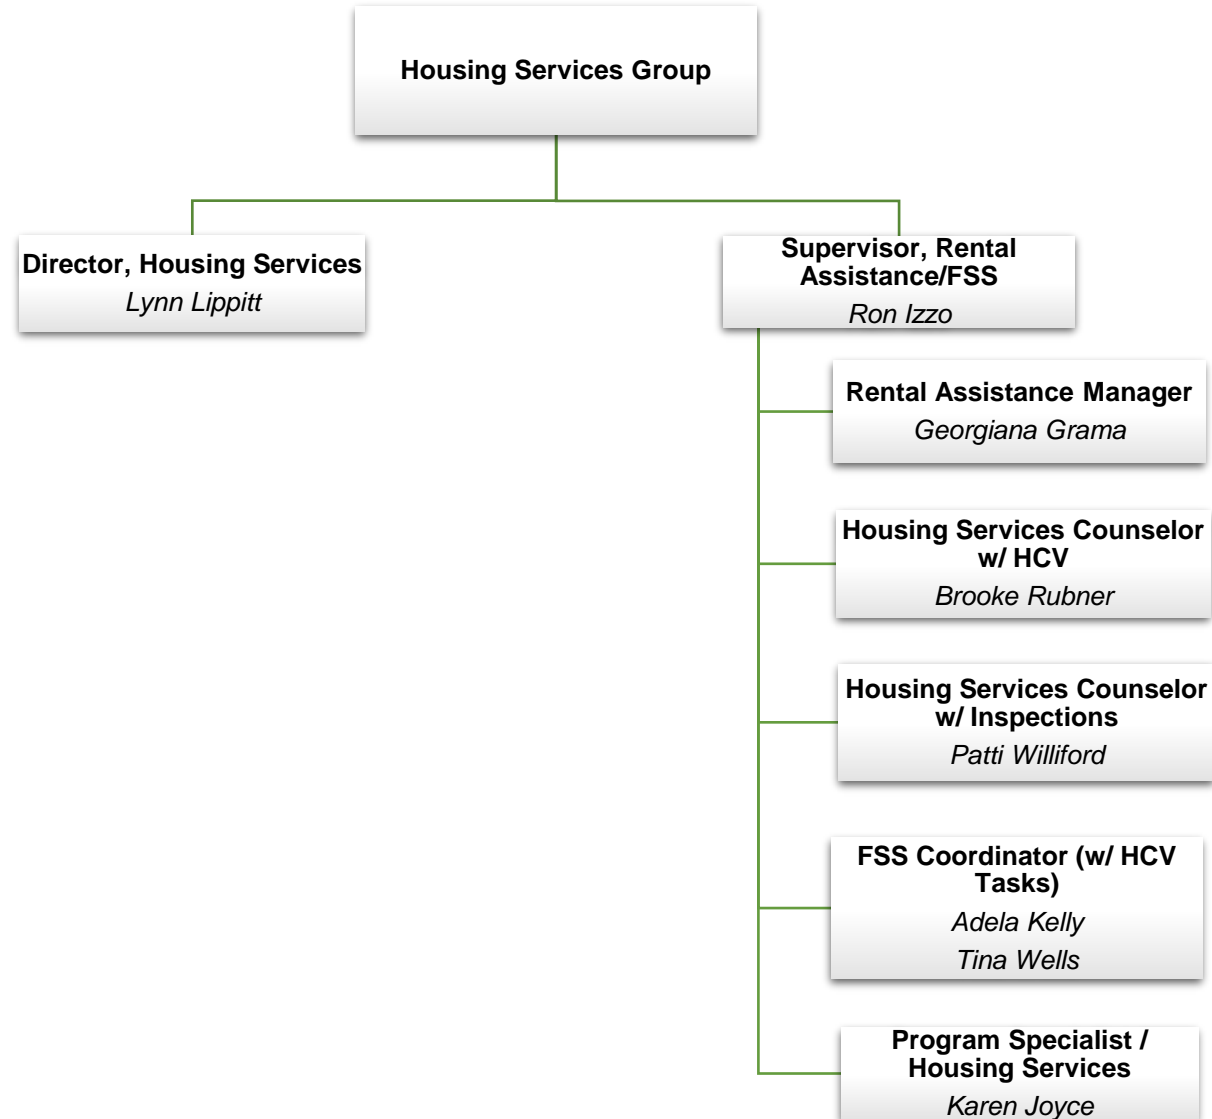 Housing Services Group
Director, Housing Services
Lynn Lippitt
Supervisor, Rental
Assistance/FSS
Ron Izzo
Rental Assistance Manager
Georgiana Grama
Housing Services Counselor
w/ HCV
Brooke Rubner
Housing Services Counselor
w/ Inspections
Patti Williford
FSS Coordinator (w/ HCV
Tasks)
Adela Kelly
Tina Wells
Program Specialist /
Housing Services
Karen Joyce